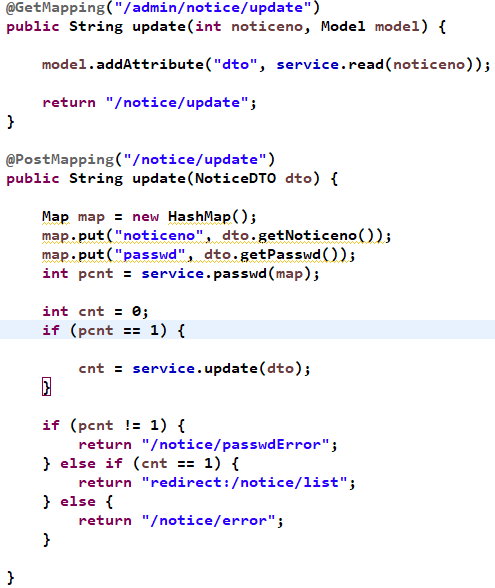 @GetMapping("/admin/notice/update")
public String update(int noticeno, Model model) {
model.addAttribute("dto", service.read(noticeno));
return "/notice/update";
}
@PostMapping("/notice/update")
public String update(NoticeDTO dto) {
Map map = new HashMap();
map.put("noticeno", dto.getNoticeno());
map.put("passwd", dto.getPasswd());
int pcnt = service.passwd(map);
int cnt = 0;
if (pcnt == 1) {
cnt = service.update(dto);
}
if (pcnt != 1) {
return "/notice/passwdError";
} else if (cnt == 1) {
return "redirect:/notice/list";
} else {
return "/notice/error";
}
}